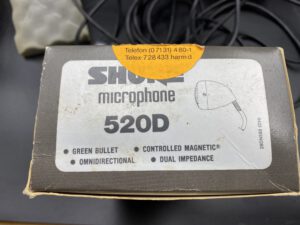 Telefon (07131) 480-1
Telex 728 433 harm d
SHURE
microphone
520D
• GREEN BULLET
• CONTROLLED MAGNETIC®
• OMNIDIRECTIONAL
• DUAL IMPEDANCE